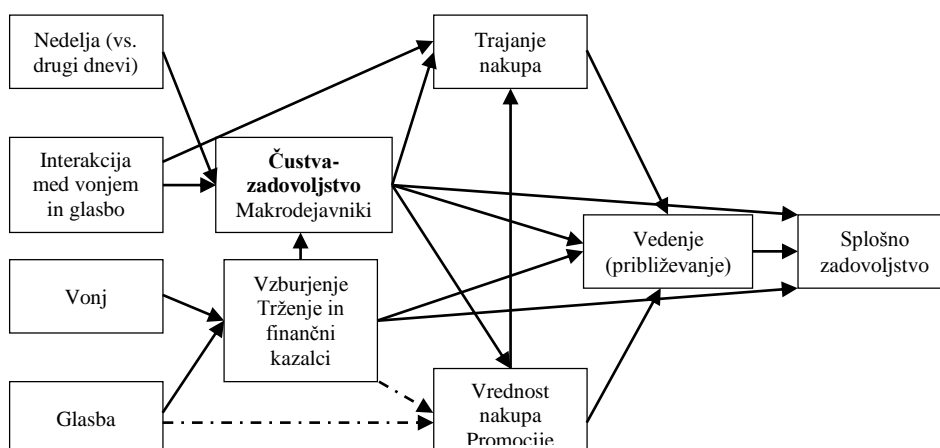 Nedelja (vs.
drugi dnevi)
Trajanje
nakupa
Interakcija
med vonjem
in glasbo
Čustva-
zadovoljstvo
Makrodejavniki
Vedenje
(približevanje)
Splošno
zadovoljstvo
Vonj
Vzburjenje
Trženje in
finančni
kazalci
Glasba
Vrednost
nakupa
Promocije